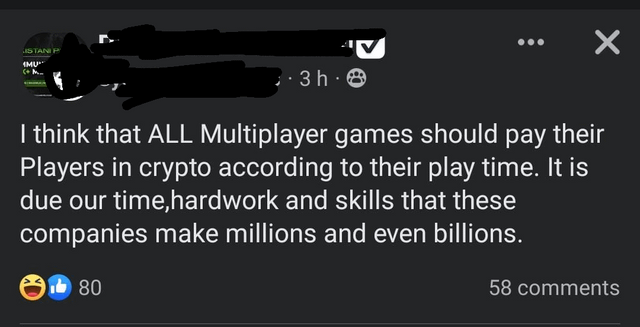 3 h
I think that ALL Multiplayer games should pay their
Players in crypto according to their play time. It is
due our time,hardwork and skills that these
companies make millions and even billions.
80
58 comments